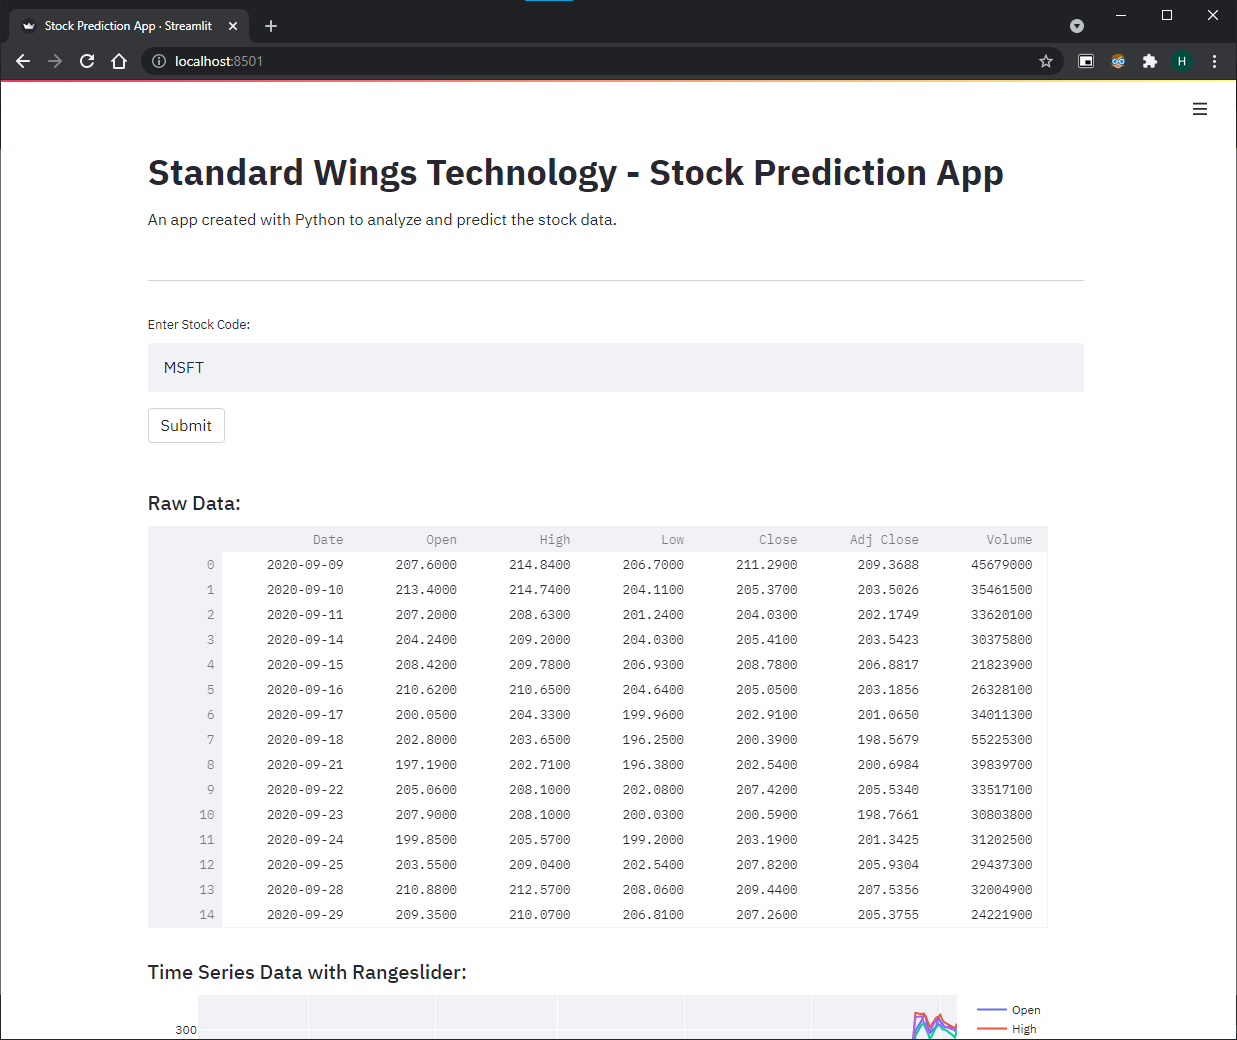 Stock Prediction App · Streamlit
localhost:8501
H
Standard Wings Technology - Stock Prediction App
An app created with Python to analyze and predict the stock data.
Enter Stock Code:
MSFT
Submit
Raw Data:
Date Open High Low Close Adj Close Volume
0 2020-09-09 207.6000 214.8400 206.7000 211.2900 209.3688 45679000
1 2020-09-10 213.4000 214.7400 204.1100 205.3700 203.5026 35461500
2 2020-09-11 207.2000 208.6300 201.2400 204.0300 202.1749 33620100
3 2020-09-14 204.2400 209.2000 204.0300 205.4100 203.5423 30375800
4 2020-09-15 208.4200 209.7800 206.9300 208.7800 206.8817 21823900
5 2020-09-16 210.6200 210.6500 204.6400 205.0500 203.1856 26328100
6 2020-09-17 200.0500 204.3300 199.9600 202.9100 201.0650 34011300
7 2020-09-18 202.8000 203.6500 196.2500 200.3900 198.5679 55225300
8 2020-09-21 197.1900 202.7100 196.3800 202.5400 200.6984 39839700
9 2020-09-22 205.0600 208.1000 202.0800 207.4200 205.5340 33517100
10 2020-09-23 207.9000 208.1000 200.0300 200.5900 198.7661 30803800
11 2020-09-24 199.8500 205.5700 199.2000 203.1900 201.3425 31202500
12 2020-09-25 203.5500 209.0400 202.5400 207.8200 205.9304 29437300
13 2020-09-28 210.8800 212.5700 208.0600 209.4400 207.5356 32004900
14 2020-09-29 209.3500 210.0700 206.8100 207.2600 205.3755 24221900
Time Series Data with Rangeslider:
Open
300
High